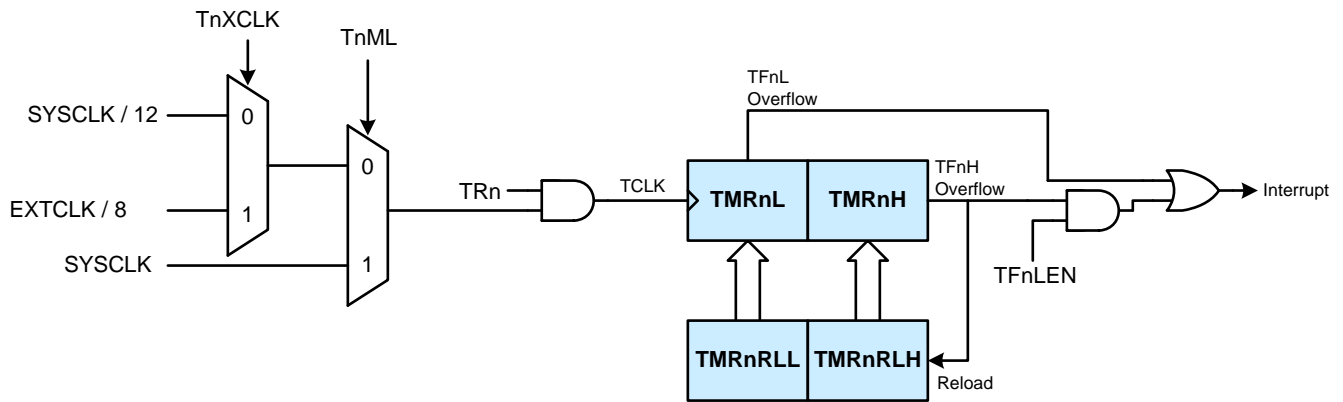 TnXCLK
TnML
SYSCLK / 12
0
EXTCLK / 8
1
SYSCLK
0
1
TRn
TCLK
TFnL
Overflow
TMRnL
TMRnH
TFnH
Overflow
Interrupt
TFnLEN
TMRnRLL
TMRnRLH
Reload